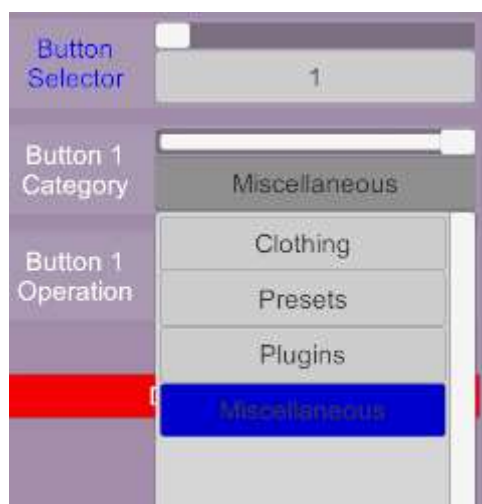 Button
Selector
1
Button 1
Category
Miscellaneous
Clothing
Button 1
Operation
Presets
Plugins
Miscellaneous